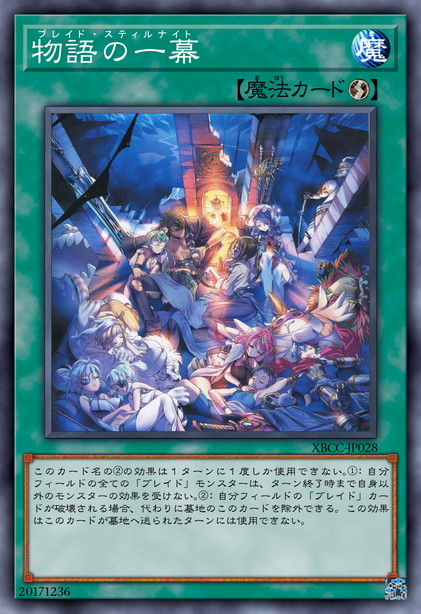 ブレイド・スティルナイト
物語の一幕
魔
まほう
【魔法カード】
XBCC-JP028
このカード名の②の効果は１ターンに１度しか使用できない。①：自分
フィールドの全ての「ブレイド」モンスターは、ターン終了時まで自身以
外のモンスターの効果を受けない。②：自分フィールドの「ブレイド」カー
ドが破壊される場合、代わりに墓地のこのカードを除外できる。この効果
はこのカードが墓地へ送られたターンには使用できない。
20171236